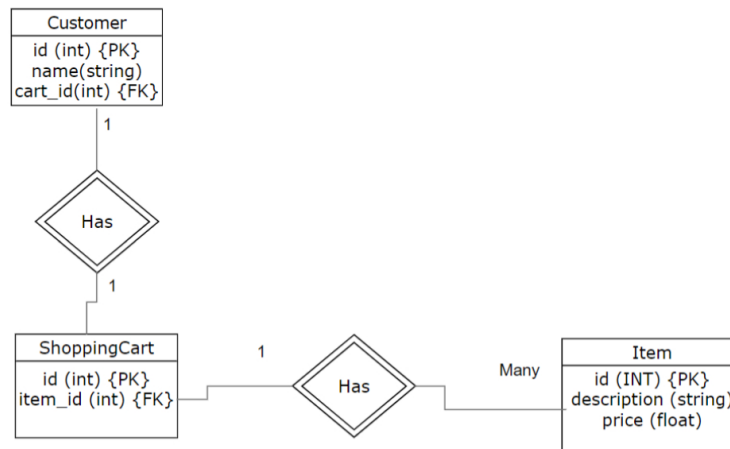 Customer
id (int) {PK}
name(string)
cart_id(int) {FK}
1
Has
1
ShoppingCart
id (int) {PK}
item_id (int) {FK}
1
Has
Many
Item
id (INT) {PK}
description (string)
price (float)